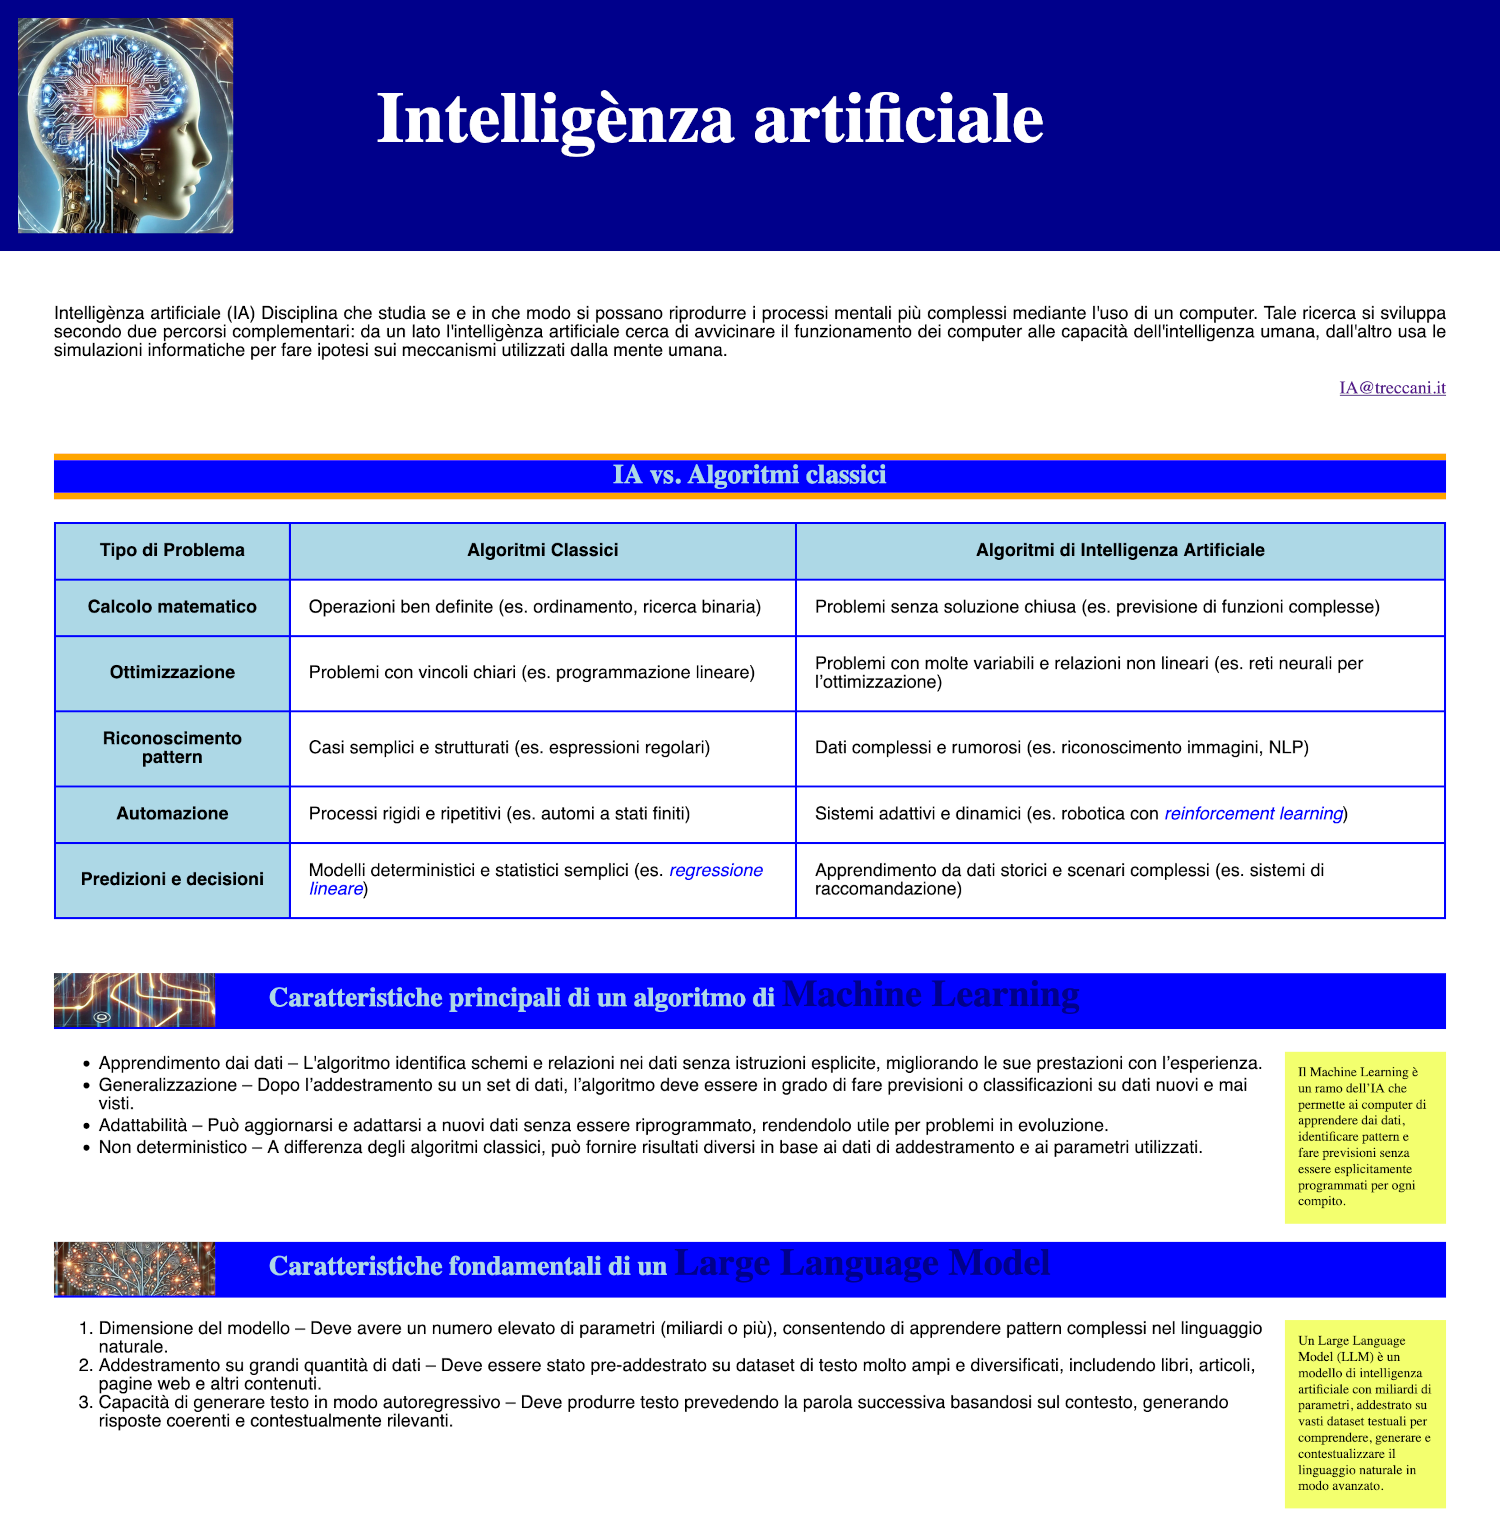 Intelligènza artificiale
Intelligènza artificiale (IA) Disciplina che studia se e in che modo si possano riprodurre i processi mentali più complessi mediante l'uso di un computer. Tale ricerca si sviluppa
secondo due percorsi complementari: da un lato l'intelligènza artificiale cerca di avvicinare il funzionamento dei computer alle capacità dell'intelligenza umana, dall'altro usa le
simulazioni informatiche per fare ipotesi sui meccanismi utilizzati dalla mente umana.
IA@treccani.it
IA vs. Algoritmi classici
Tipo di Problema
Algoritmi Classici
Algoritmi di Intelligenza Artificiale
Calcolo matematico
Operazioni ben definite (es. ordinamento, ricerca binaria)
Problemi senza soluzione chiusa (es. previsione di funzioni complesse)
Ottimizzazione
Problemi con vincoli chiari (es. programmazione lineare)
Problemi con molte variabili e relazioni non lineari (es. reti neurali per
l'ottimizzazione)
Riconoscimento
pattern
Casi semplici e strutturati (es. espressioni regolari)
Dati complessi e rumorosi (es. riconoscimento immagini, NLP)
Automazione
Processi rigidi e ripetitivi (es. automi a stati finiti)
Sistemi adattivi e dinamici (es. robotica con reinforcement learning)
Predizioni e decisioni
Modelli deterministici e statistici semplici (es. regressione
lineare)
Apprendimento da dati storici e scenari complessi (es. sistemi di
raccomandazione)
Caratteristiche principali di un algoritmo di Machine Learning
• Apprendimento dai dati – L'algoritmo identifica schemi e relazioni nei dati senza istruzioni esplicite, migliorando le sue prestazioni con l'esperienza.
• Generalizzazione – Dopo l'addestramento su un set di dati, l'algoritmo deve essere in grado di fare previsioni o classificazioni su dati nuovi e mai
visti.
• Adattabilità – Può aggiornarsi e adattarsi a nuovi dati senza essere riprogrammato, rendendolo utile per problemi in evoluzione.
• Non deterministico – A differenza degli algoritmi classici, può fornire risultati diversi in base ai dati di addestramento e ai parametri utilizzati.
Il Machine Learning è
un ramo dell'IA che
permette ai computer di
apprendere dai dati,
identificare pattern e
fare previsioni senza
essere esplicitamente
programmati per ogni
compito.
Caratteristiche fondamentali di un Large Language Model
1. Dimensione del modello – Deve avere un numero elevato di parametri (miliardi o più), consentendo di apprendere pattern complessi nel linguaggio
naturale.
2. Addestramento su grandi quantità di dati – Deve essere stato pre-addestrato su dataset di testo molto ampi e diversificati, includendo libri, articoli,
pagine web e altri contenuti.
3. Capacità di generare testo in modo autoregressivo – Deve produrre testo prevedendo la parola successiva basandosi sul contesto, generando
risposte coerenti e contestualmente rilevanti.
Un Large Language
Model (LLM) è un
modello di intelligenza
artificiale con miliardi di
parametri, addestrato su
vasti dataset testuali per
comprendere, generare e
contestualizzare il
linguaggio naturale in
modo avanzato.